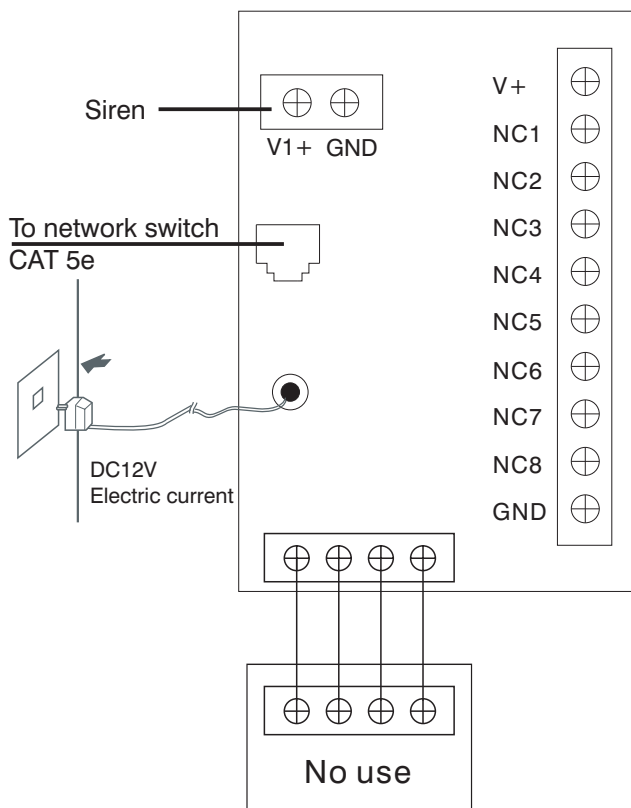 Siren
V1+ GND
To network switch
CAT 5e
DC12V
Electric current
V+
NC1
NC2
NC3
NC4
NC5
NC6
NC7
NC8
GND
No use